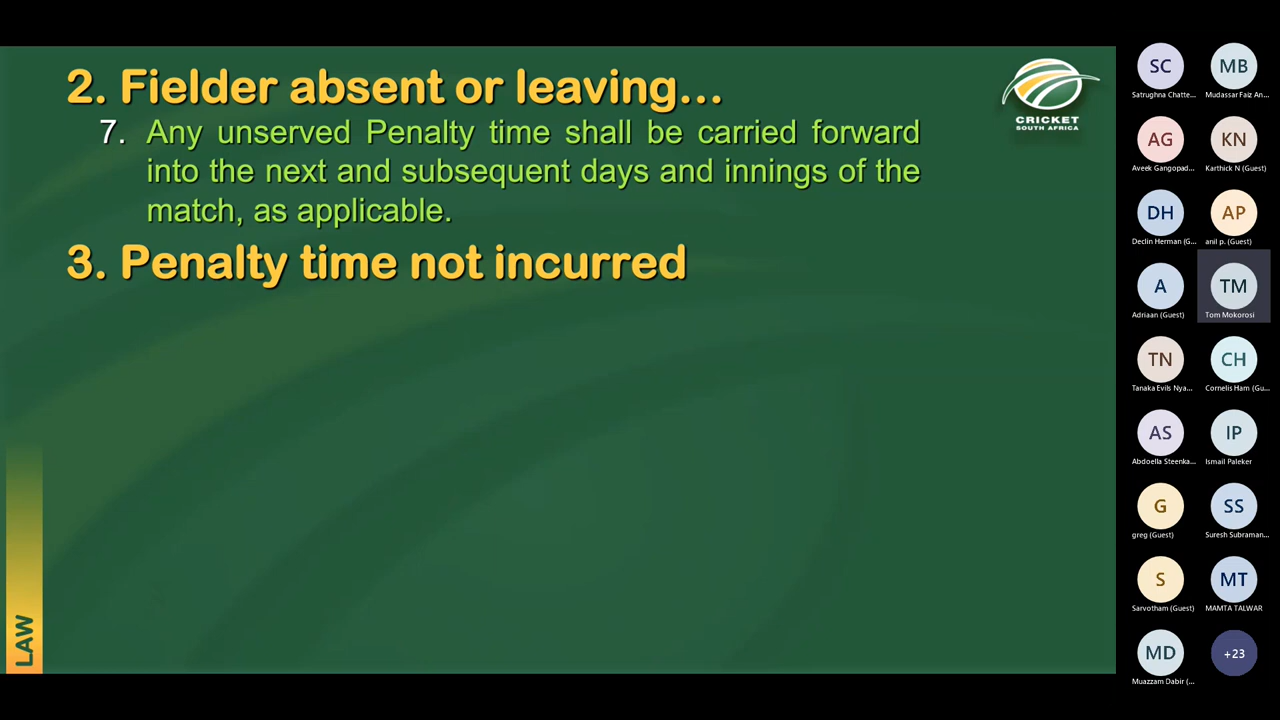 2. Fielder absent or leaving...
7. Any unserved Penalty time shall be carried forward
into the next and subsequent days and innings of the
match, as applicable.
3. Penalty time not incurred
CRICKET
SOUTH AFRICA
LAW
SC
Satrughna Chatte...
MB
Mudassar Faiz An...
AG
Aveek Gangopad...
KN
Karthick N (Guest)
DH
Declin Herman (G...
AP
anil p. (Guest)
A
Adriaan (Guest)
TM
Tom Mokorosi
TN
Tanaka Evils Nya...
CH
Cornelis Ham (Gu...
AS
Abdoella Steenka...
IP
Ismail Paleker
G
greg (Guest)
SS
Suresh Subraman...
S
Sarvotham (Guest)
MT
MAMTA TALWAR
MD
Muazzam Dabir (...
+23